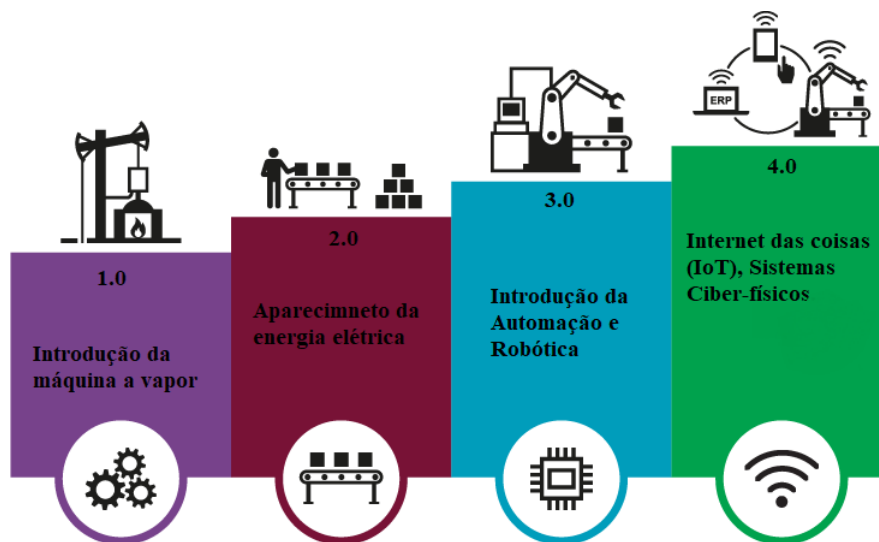 ERP
1.0
Introdução da
máquina a vapor
2.0
Aparecimneto da
energia elétrica
3.0
Introdução da
Automação e
Robótica
4.0
Internet das coisas
(IoT), Sistemas
Ciber-físicos